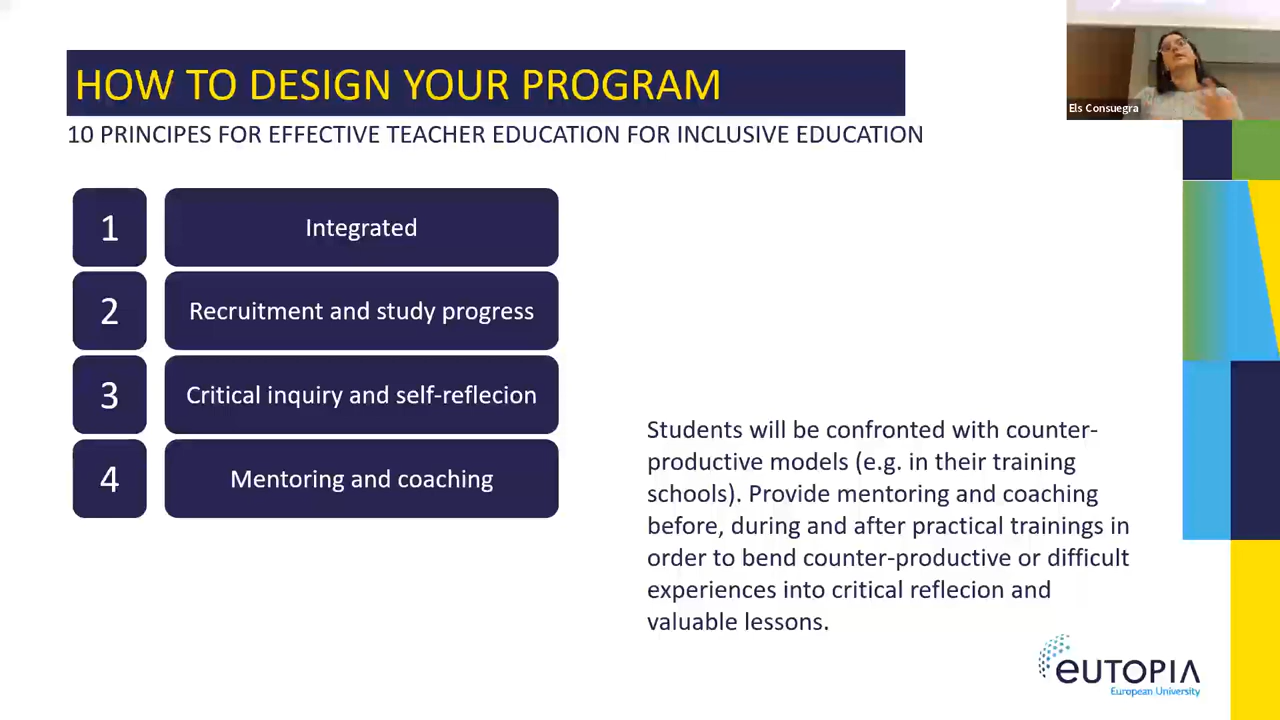 HOW TO DESIGN YOUR PROGRAM
Els Consuegra
10 PRINCIPES FOR EFFECTIVE TEACHER EDUCATION FOR INCLUSIVE EDUCATION
1 Integrated
2 Recruitment and study progress
3 Critical inquiry and self-reflecion
4 Mentoring and coaching
Students will be confronted with counter-
productive models (e.g. in their training
schools). Provide mentoring and coaching
before, during and after practical trainings in
order to bend counter-productive or difficult
experiences into critical reflecion and
valuable lessons.
eUTOPIA
European University